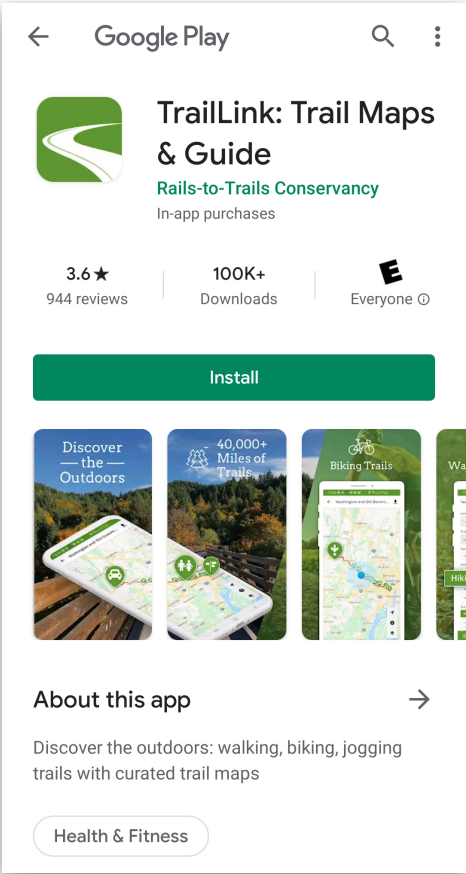 Google Play
TrailLink: Trail Maps
& Guide
Rails-to-Trails Conservancy
In-app purchases
3.6★
944 reviews
100K+
Downloads
E
Everyone
Install
Discover
the
Outdoors
40,000+
Miles of
Trails
Biking Trails
Wa
Hiki
About this app
Discover the outdoors: walking, biking, jogging
trails with curated trail maps
Health & Fitness